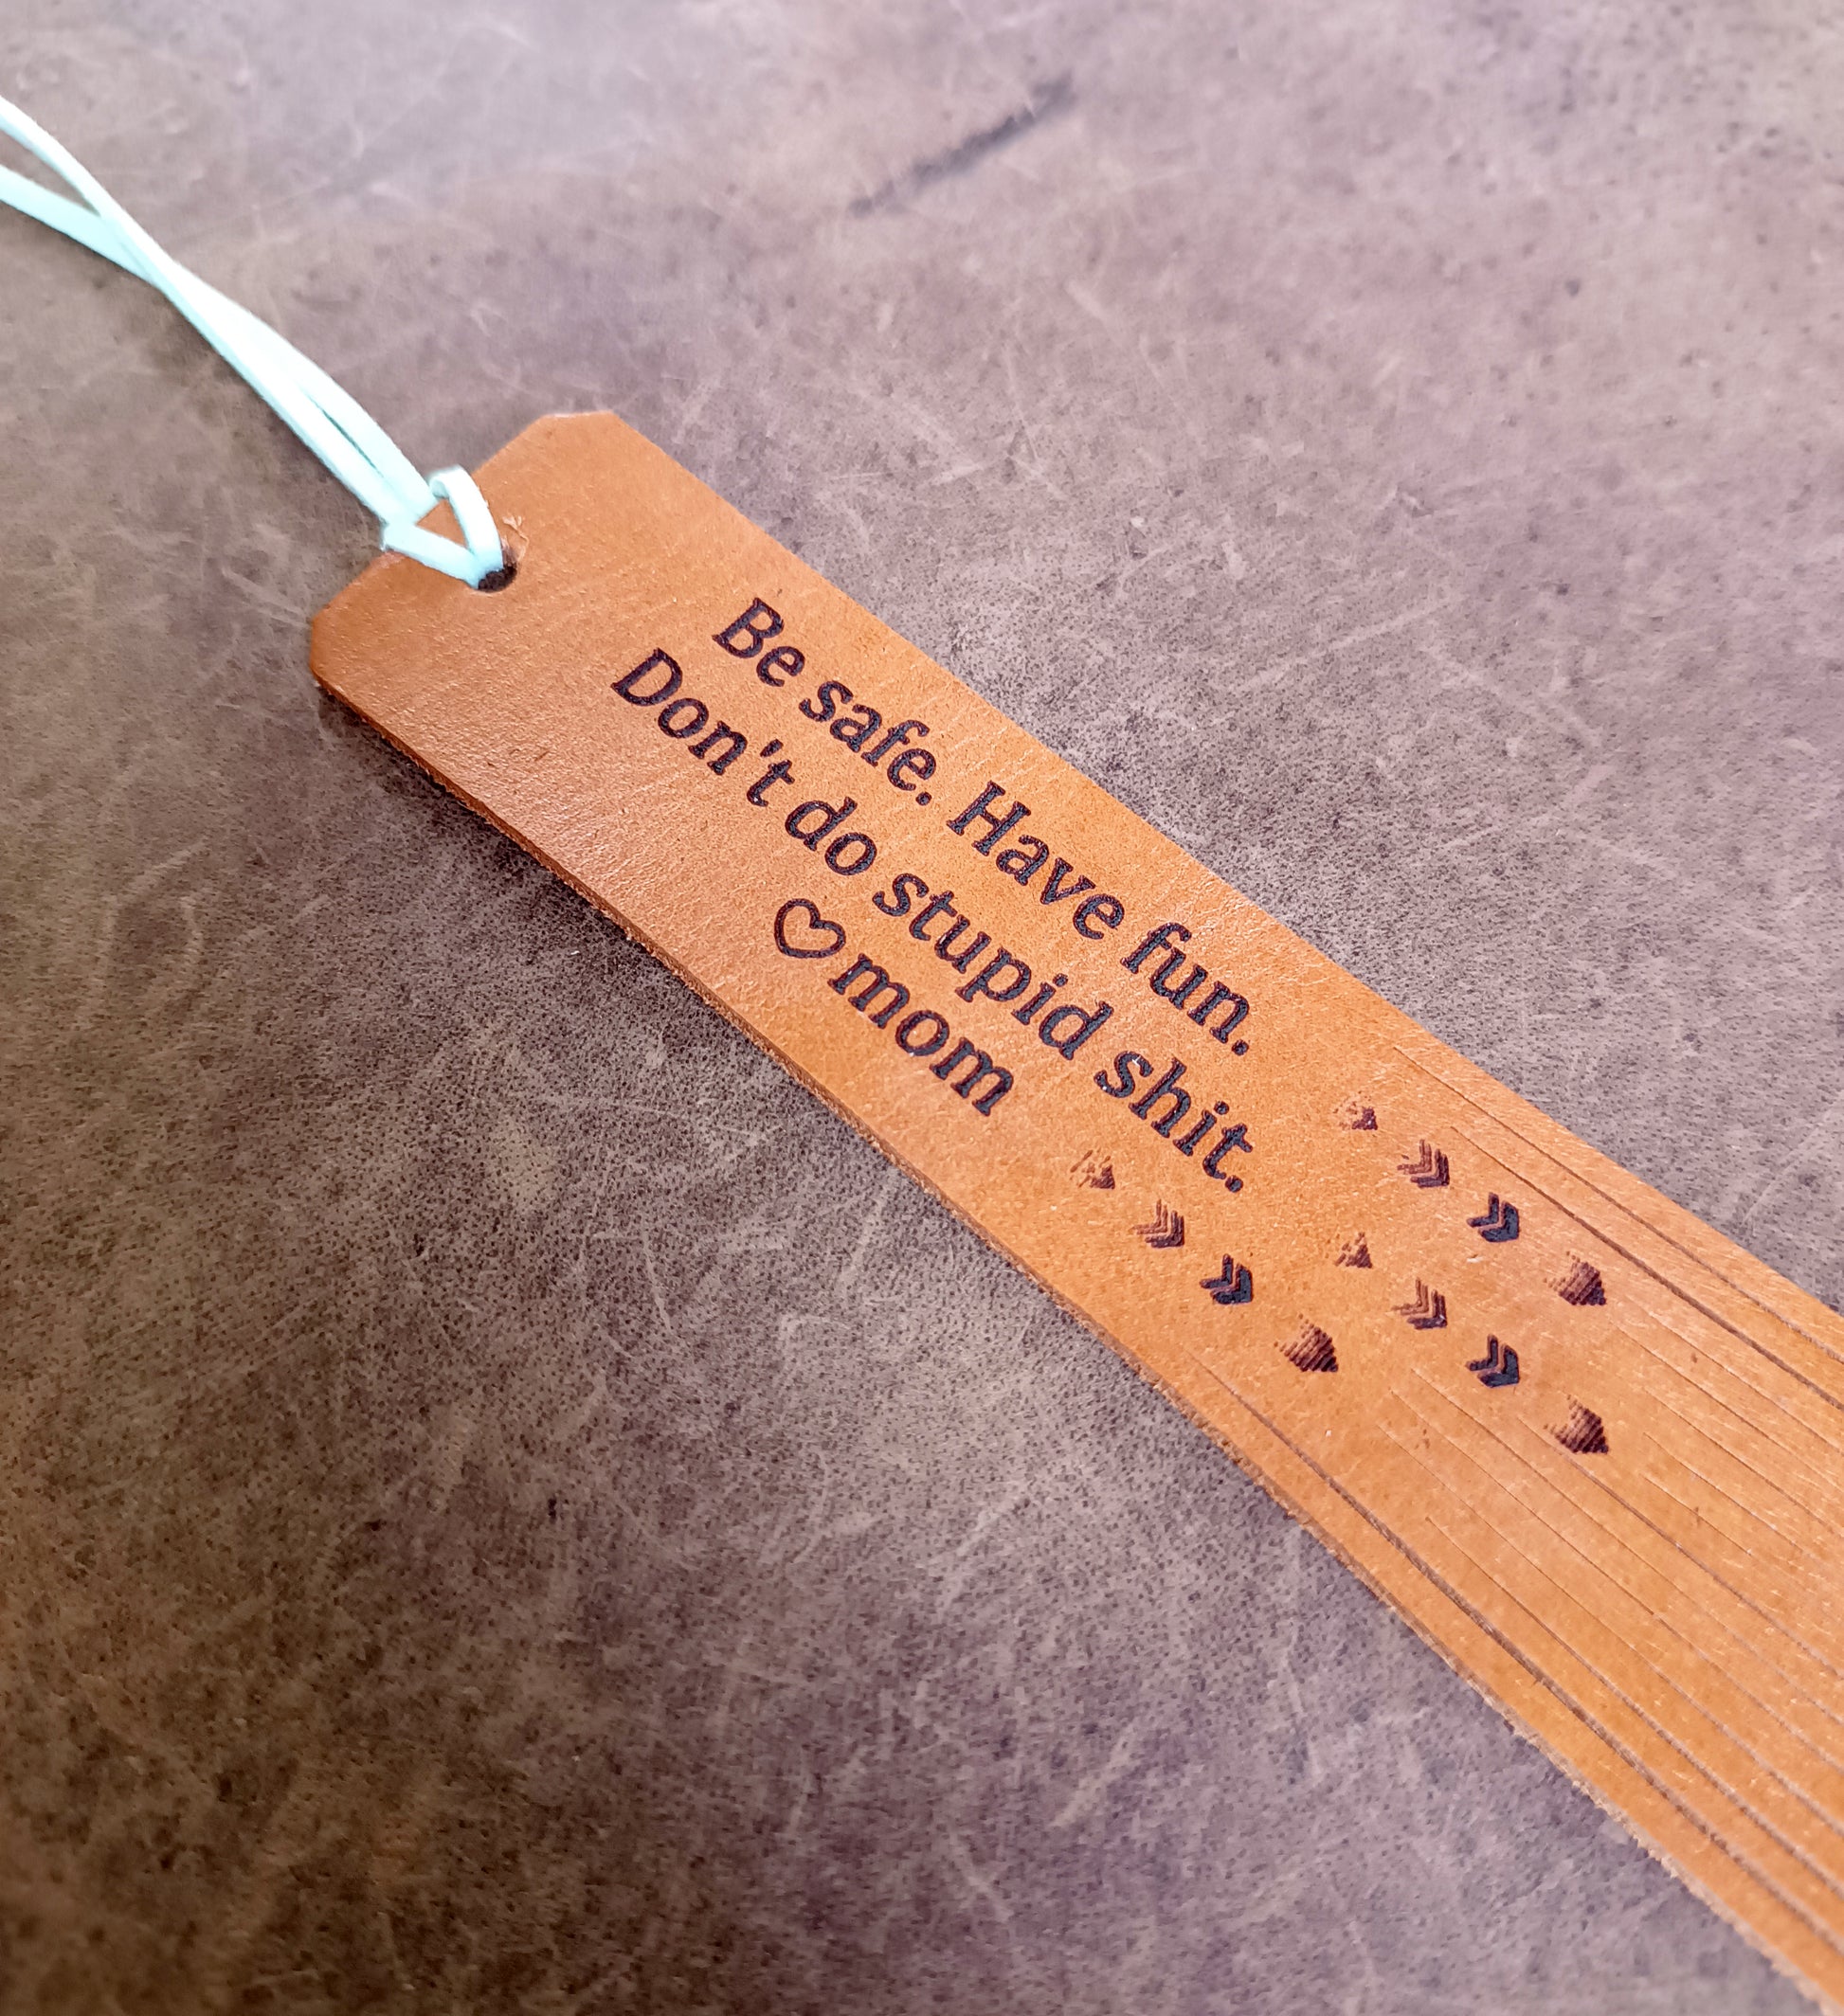 Be safe. Have fun.
Don't do stupid shit.
♡mom